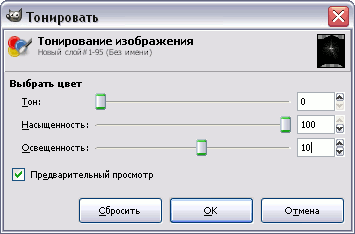 Тонировать
Тонирование изображения
Новый слой#1-95 (Без имени)
Выбрать цвет
Тон: 0
Насыщенность: 100
Освещенность: 10
Предварительный просмотр
Сбросить OK Отмена